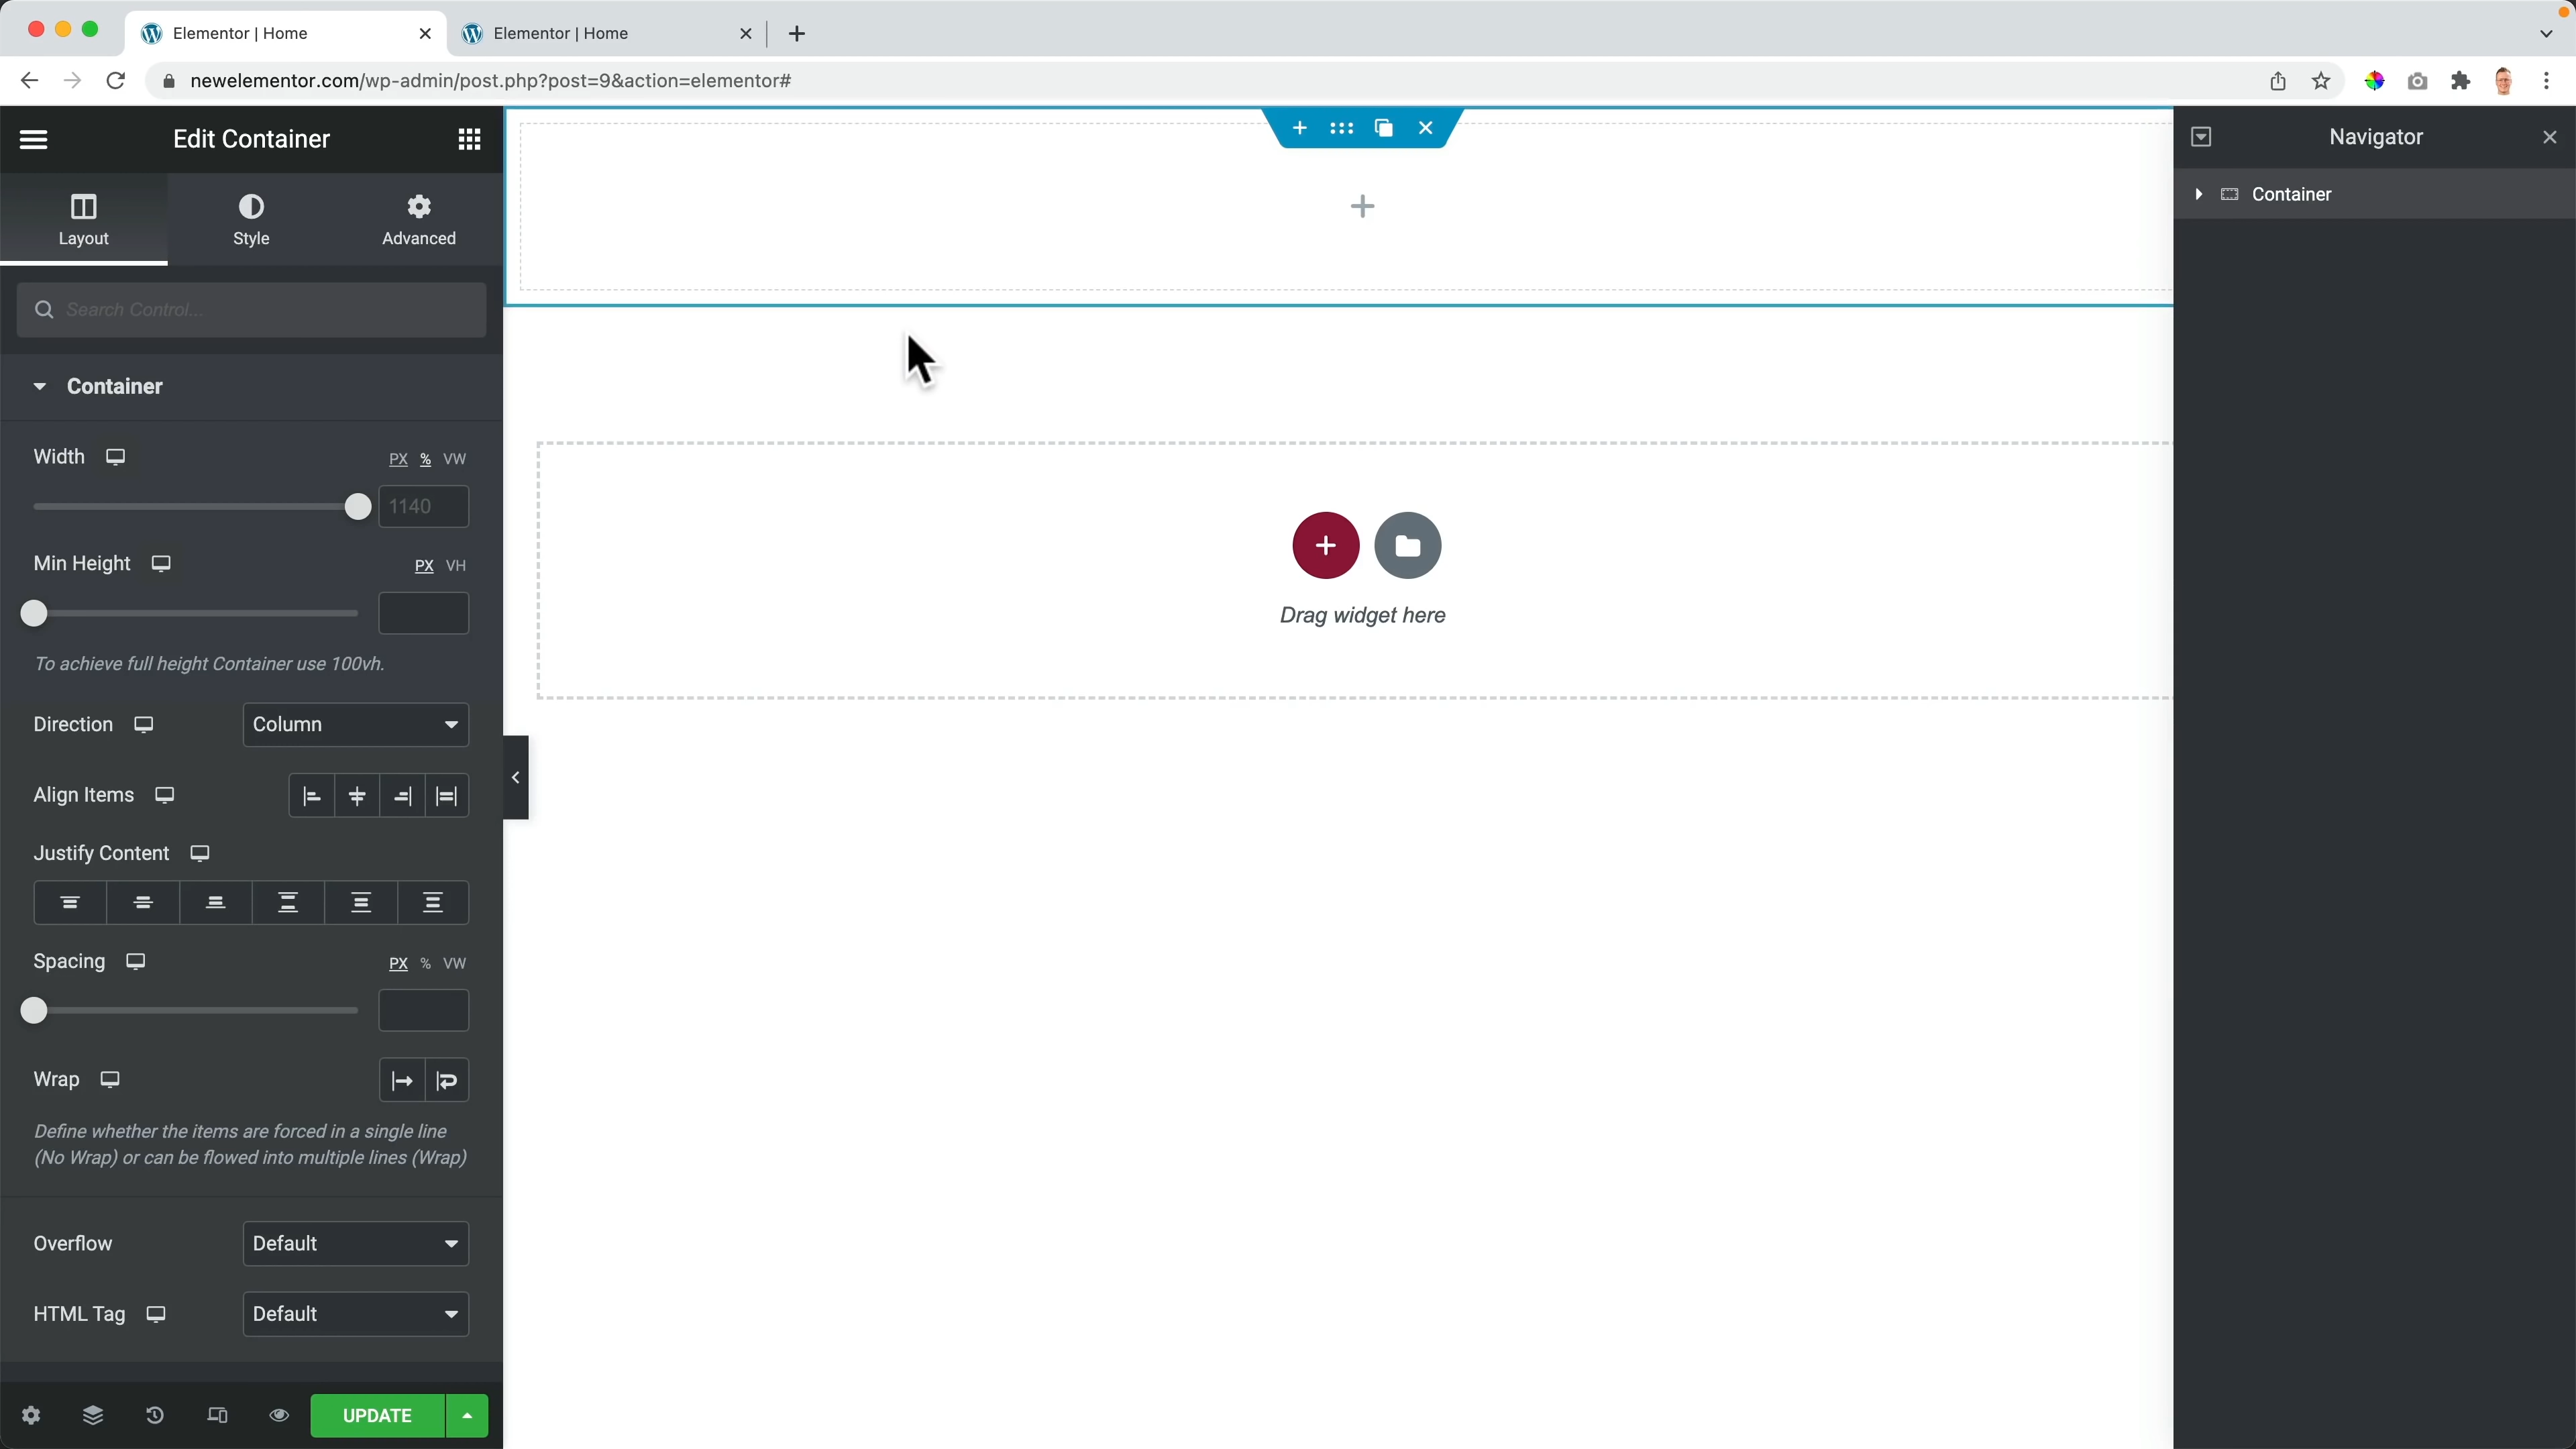 Elementor | Home
Elementor | Home
newelementor.com/wp-admin/post.php?post=9&action=elementor#
Edit Container
Layout
Style
Advanced
Search Control...
Container
Width
PX % VW
1140
Min Height
PX VH
To achieve full height Container use 100vh.
Direction
Column
Align Items
Justify Content
Spacing
PX % VW
Wrap
Define whether the items are forced in a single line
(No Wrap) or can be flowed into multiple lines (Wrap)
Overflow
Default
HTML Tag
Default
UPDATE
Drag widget here
Navigator
Container